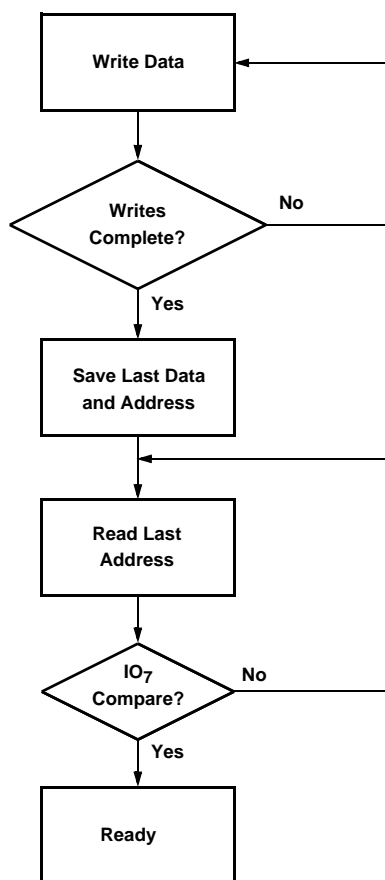 Write Data
Writes
Complete?
No
Yes
Save Last Data
and Address
Read Last
Address
IO7
Compare?
No
Yes
Ready